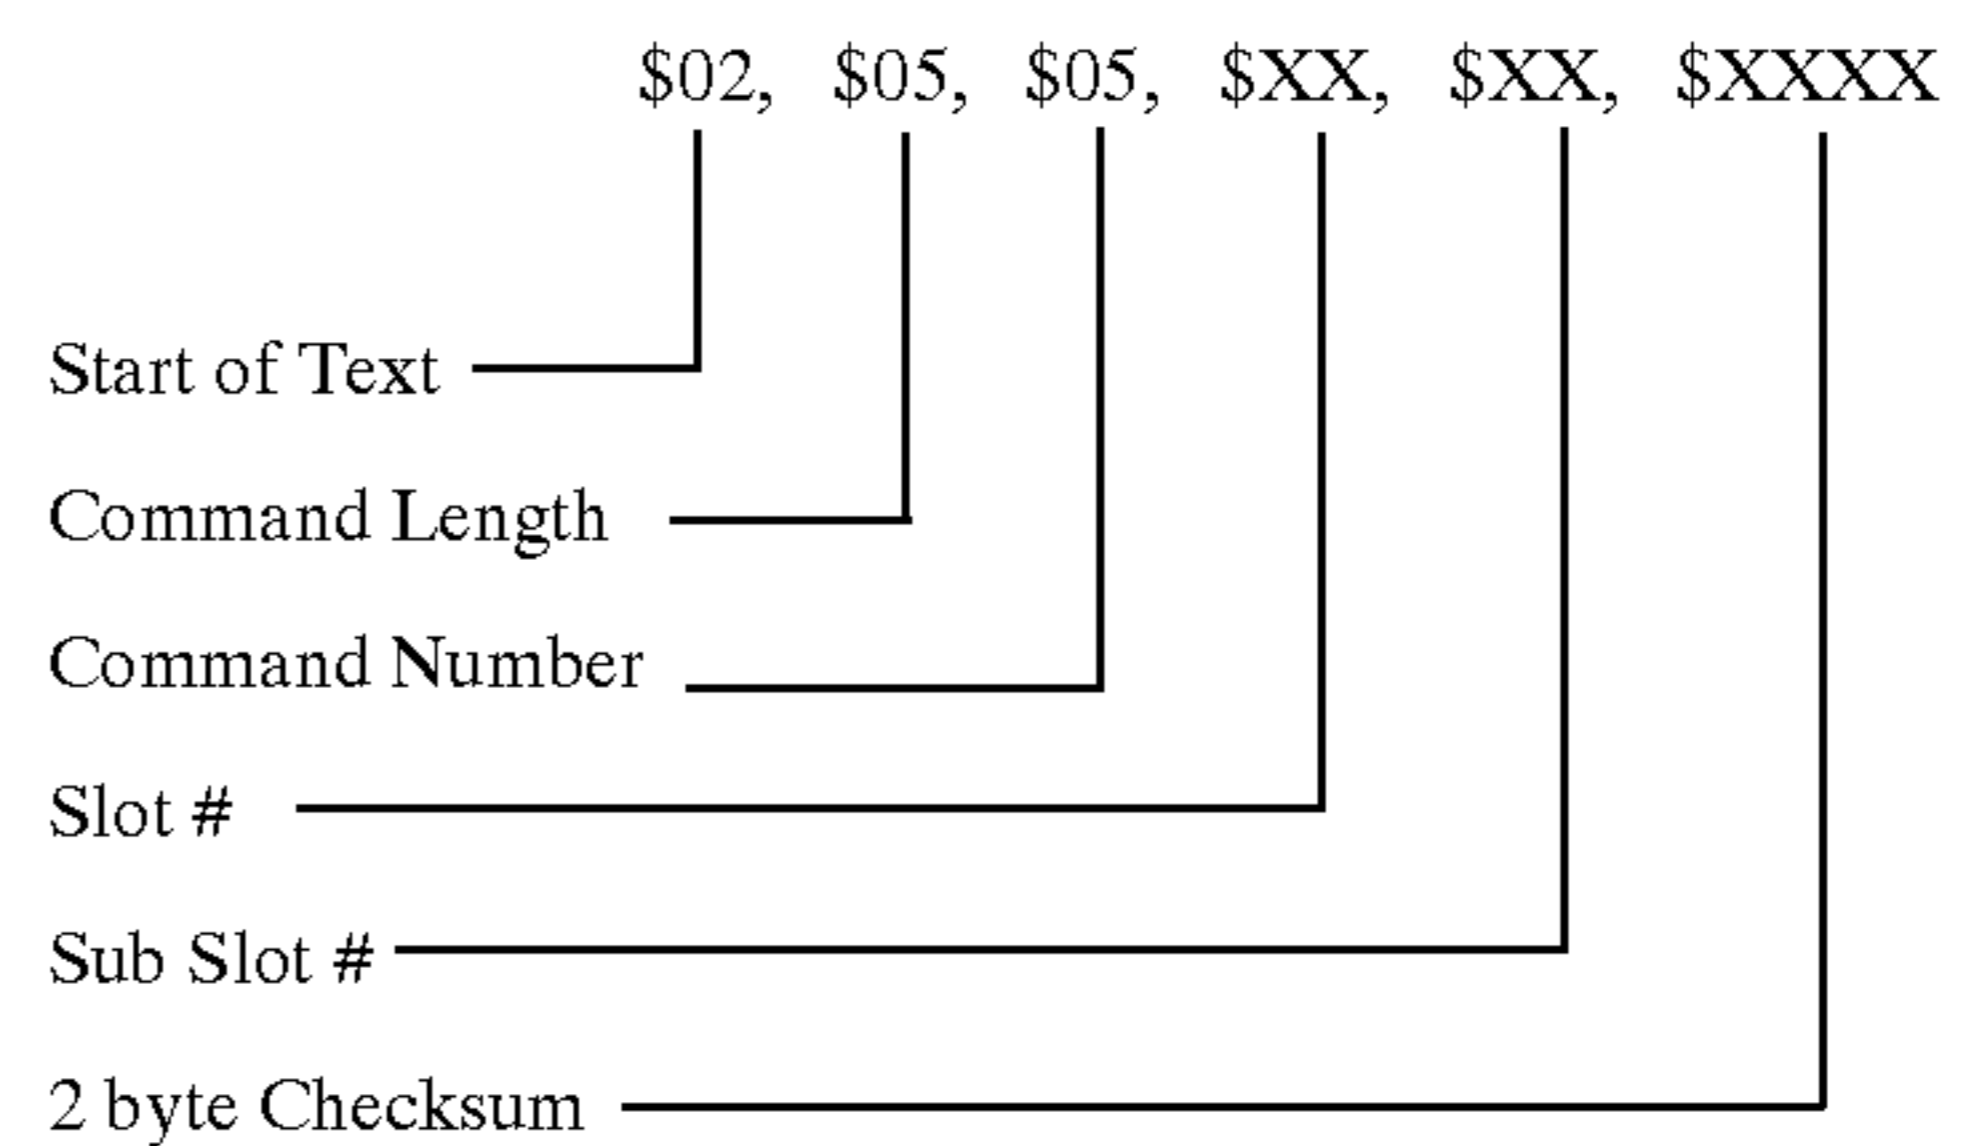 $02, $05, $05, $XX, $XX, $XXXX
Start of Text
Command Length
Command Number
Slot #
Sub Slot #
2 byte Checksum